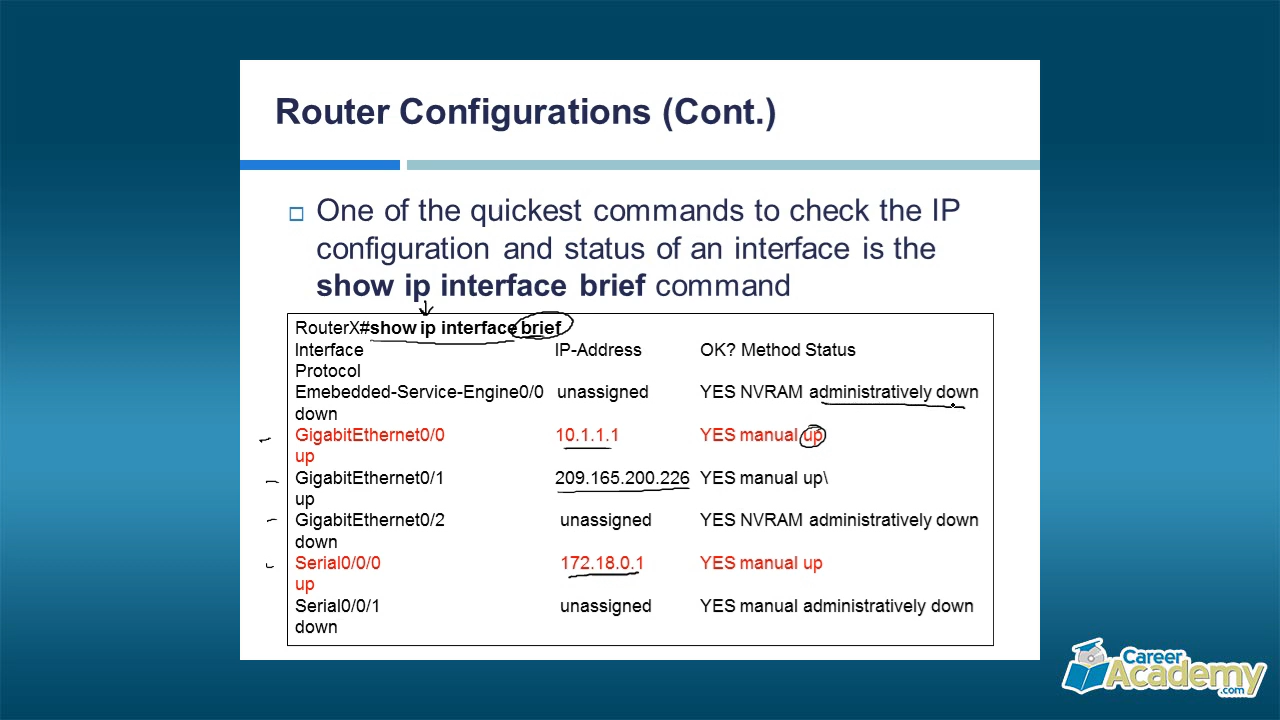 Router Configurations (Cont.)
One of the quickest commands to check the IP
configuration and status of an interface is the
show ip interface brief command
RouterX#show ip interface brief
Interface IP-Address OK? Method Status
Protocol
Emebedded-Service-Engine0/0 unassigned YES NVRAM administratively down
down
GigabitEthernet0/0 10.1.1.1 YES manual up
up
GigabitEthernet0/1 209.165.200.226 YES manual up\
up
GigabitEthernet0/2 unassigned YES NVRAM administratively down
down
Serial0/0/0 172.18.0.1 YES manual up
up
Serial0/0/1 unassigned YES manual administratively down
down
Career
Academy
.com